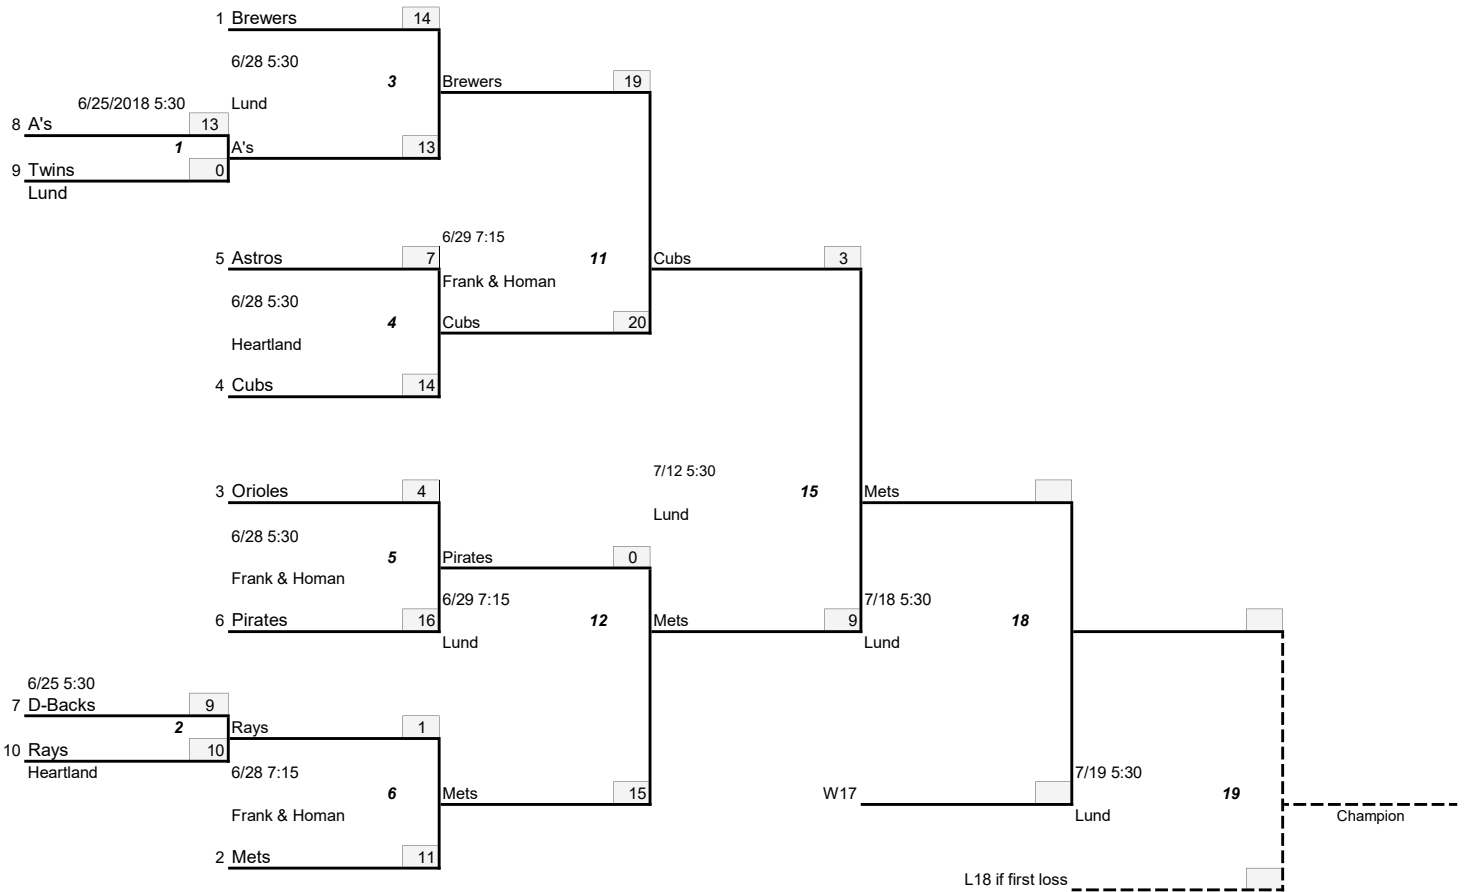 1 Brewers 14
6/28 5:30
3
Brewers 19
6/25/2018 5:30
Lund
8 A's 13
1
A's 13
9 Twins 0
Lund
6/29 7:15
5 Astros 7
11
Cubs 3
Frank & Homan
6/28 5:30
4
Cubs 20
Heartland
4 Cubs 14
7/12 5:30
3 Orioles 4
15
Mets
Lund
6/28 5:30
5
Pirates 0
Frank & Homan
6/29 7:15
7/18 5:30
6 Pirates 16
12
Mets 9
18
Lund
Lund
6/25 5:30
7 D-Backs 9
2
Rays 1
10 Rays 10
Heartland
6/28 7:15
7/19 5:30
6
Mets 15
W17
19
Frank & Homan
Lund
Champion
2 Mets 11
L18 if first loss